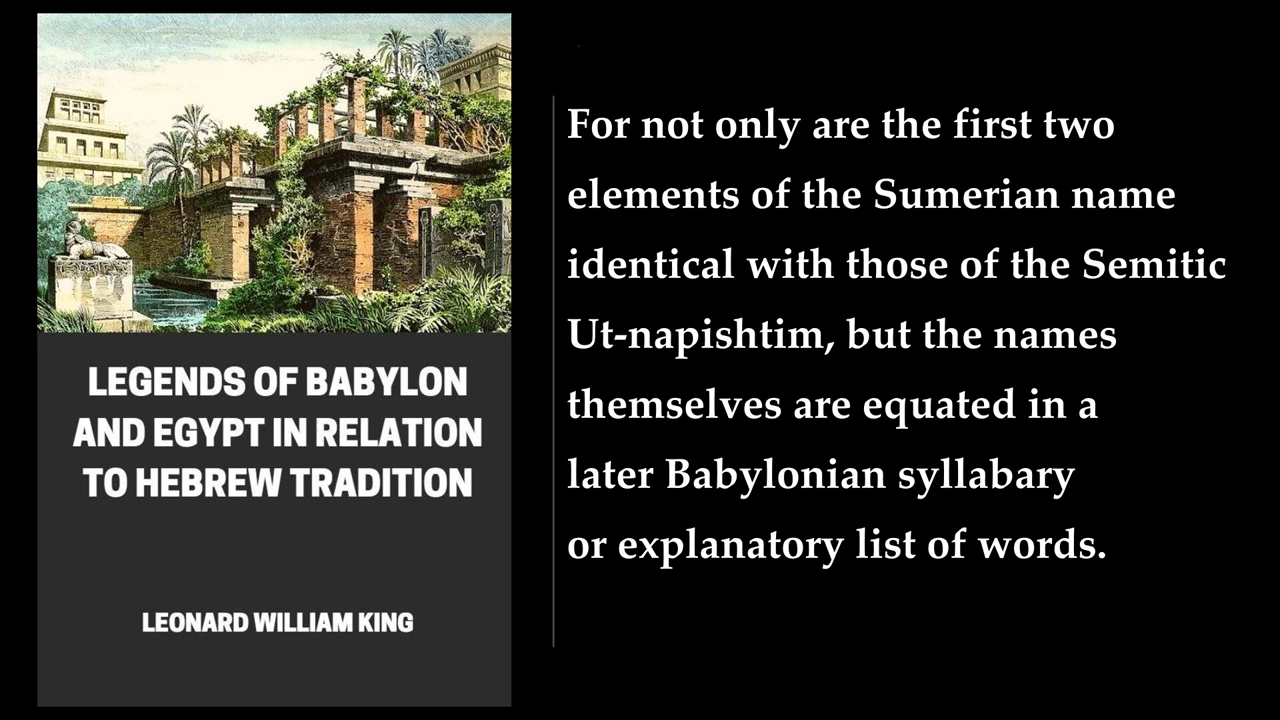 LEGENDS OF BABYLON
AND EGYPT IN RELATION
TO HEBREW TRADITION
LEONARD WILLIAM KING
For not only are the first two
elements of the Sumerian name
identical with those of the Semitic
Ut-napishtim, but the names
themselves are equated in a
later Babylonian syllabary
or explanatory list of words.